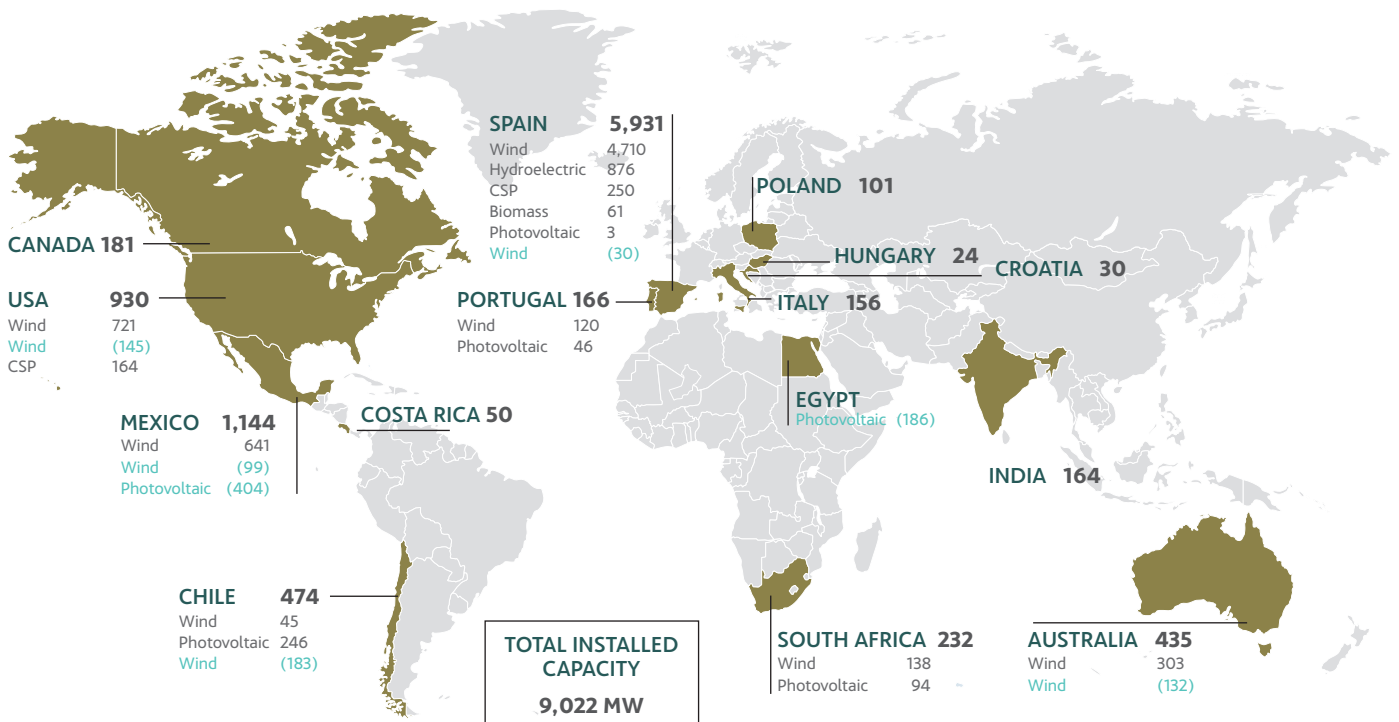 SPAIN 5,931
Wind 4,710
Hydroelectric 876
CSP 250
Biomass 61
Photovoltaic 3
Wind (30)
POLAND 101
CANADA 181
HUNGARY 24
CROATIA 30
USA 930
Wind 721
Wind (145)
CSP 164
PORTUGAL 166
Wind 120
Photovoltaic 46
ITALY 156
EGYPT
Photovoltaic (186)
MEXICO 1,144
Wind 641
Wind (99)
Photovoltaic (404)
COSTA RICA 50
INDIA 164
CHILE 474
Wind 45
Photovoltaic 246
Wind (183)
TOTAL INSTALLED
CAPACITY
9,022 MW
SOUTH AFRICA 232
Wind 138
Photovoltaic 94
AUSTRALIA 435
Wind 303
Wind (132)